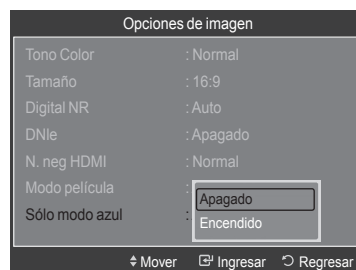 Opciones de imagen
Tono Color : Normal
Tamaño : 16:9
Digital NR : Auto
DNIe : Apagado
N. neg HDMI : Normal
Modo película :
Apagado
Sólo modo azul :
Encendido
Mover Ingresar Regresar